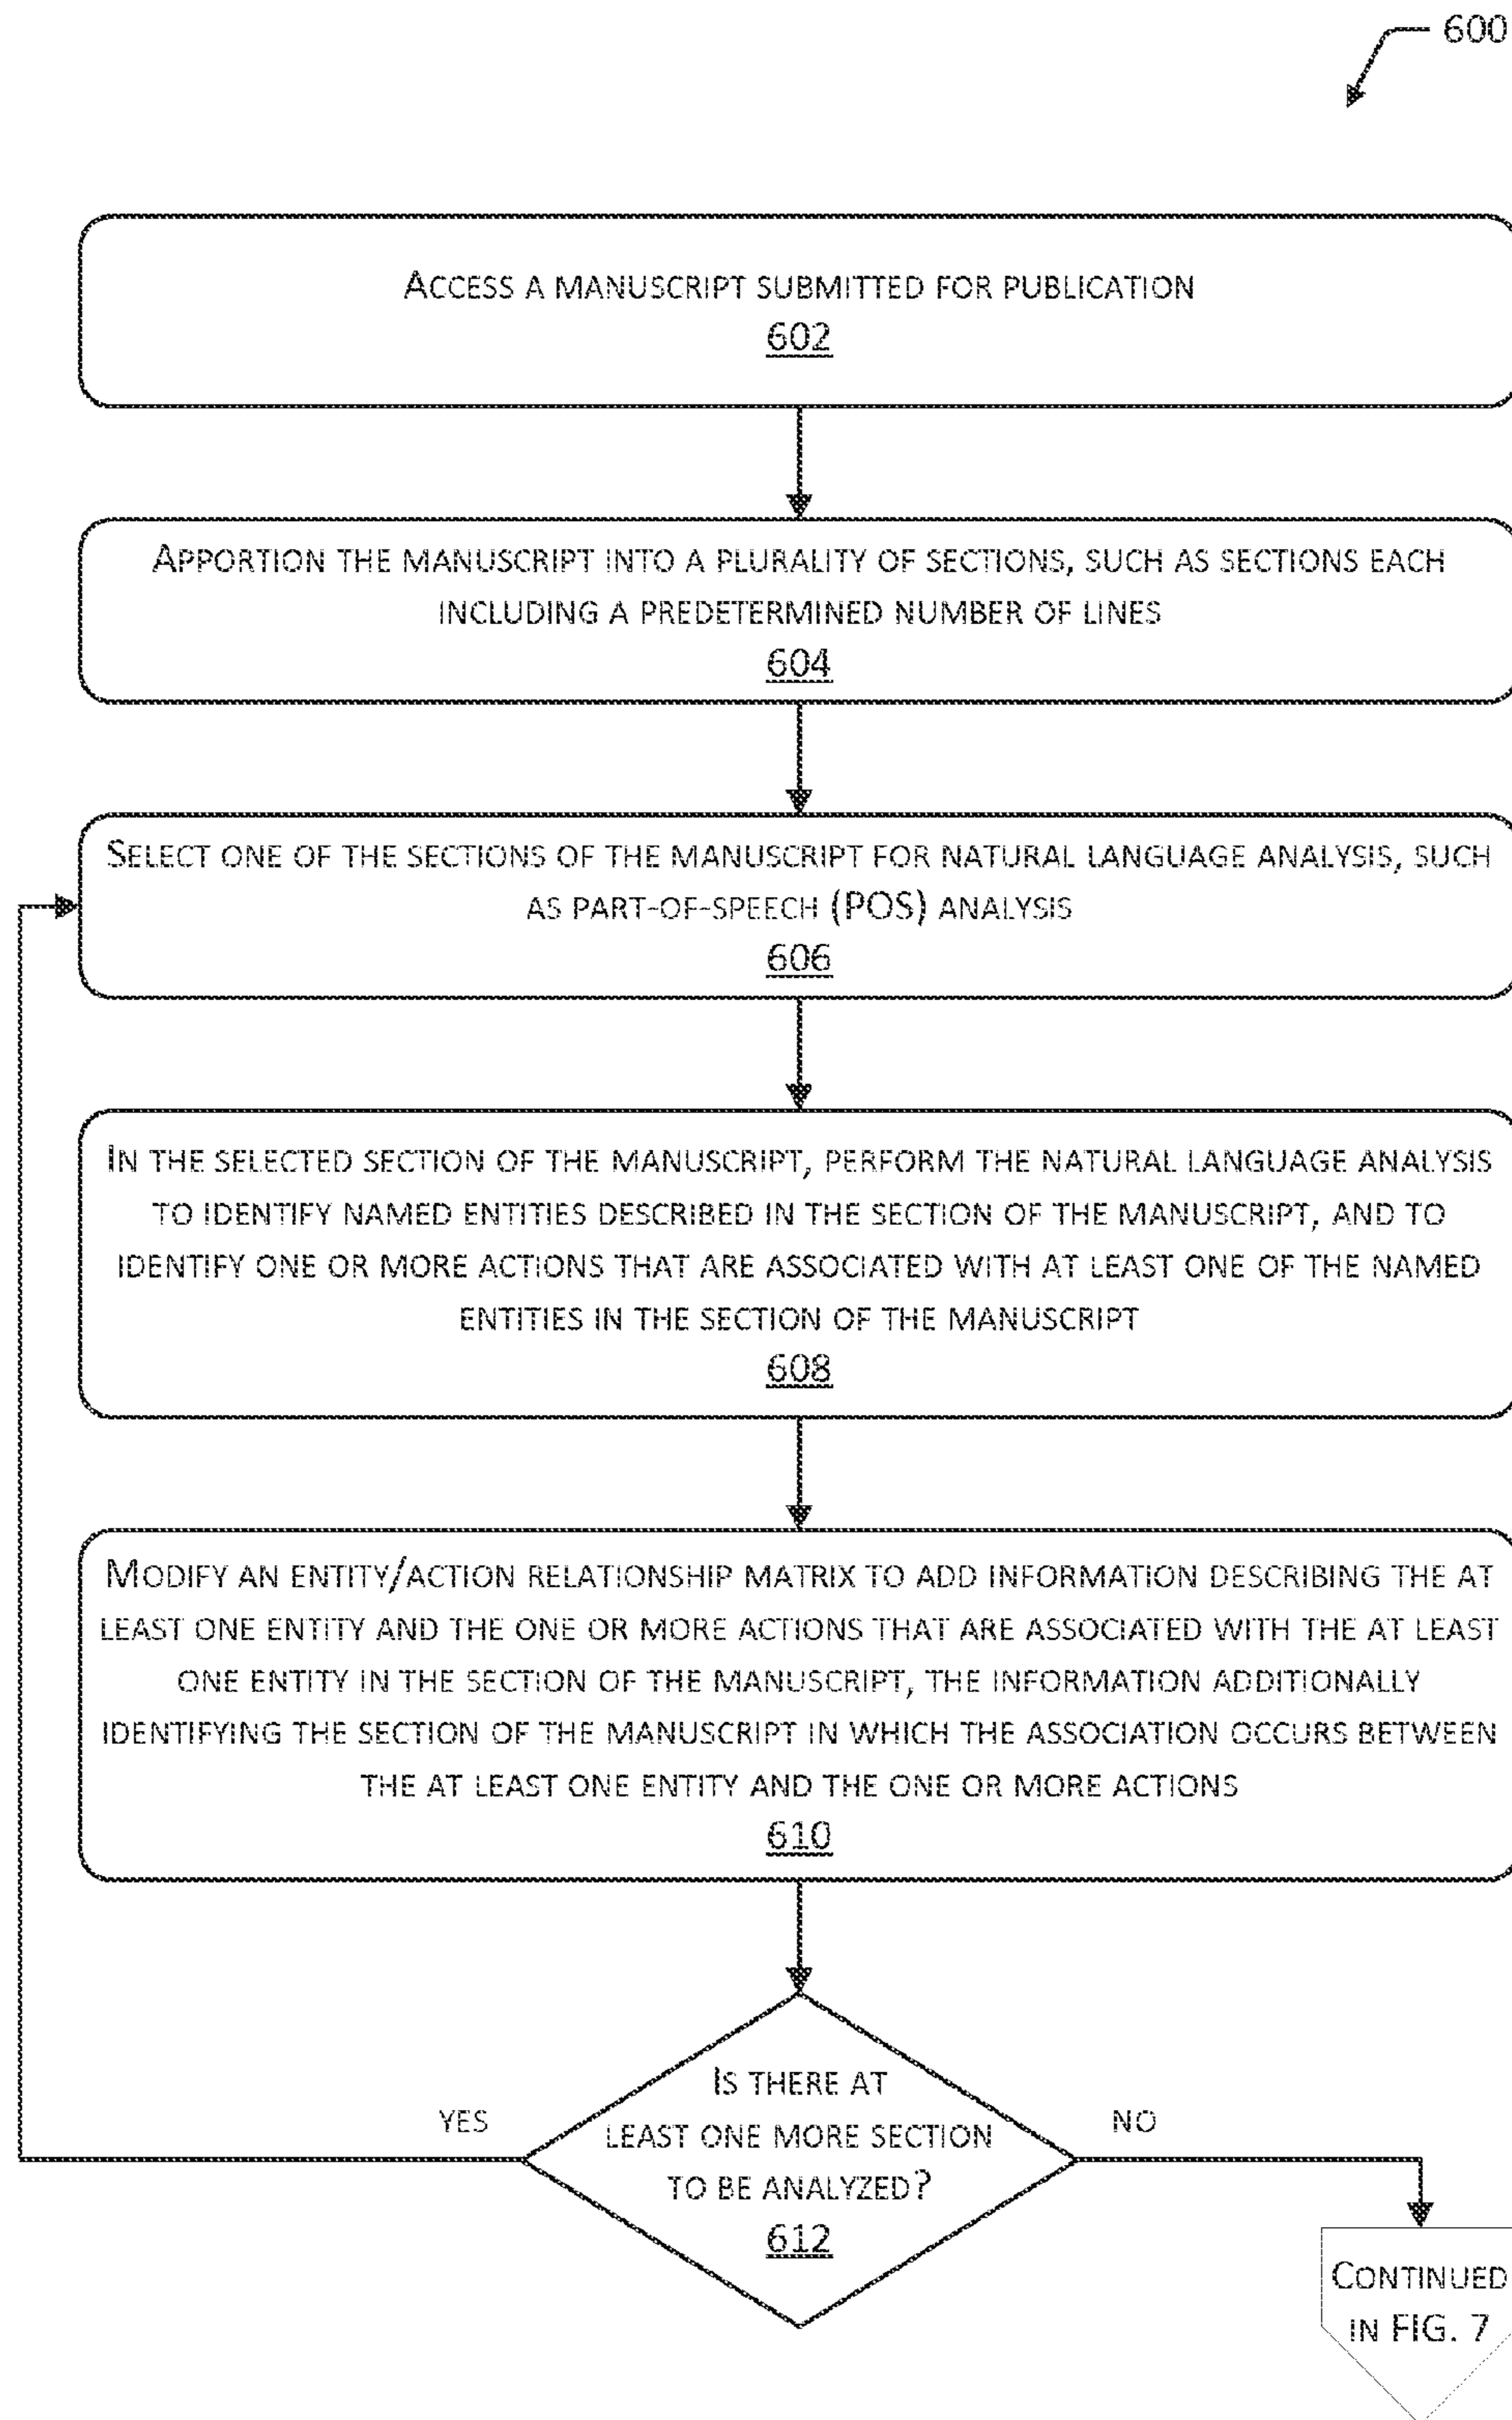 600
ACCESS A MANUSCRIPT SUBMITTED FOR PUBLICATION
602
APPORTION THE MANUSCRIPT INTO A PLURALITY OF SECTIONS, SUCH AS SECTIONS EACH
INCLUDING A PREDETERMINED NUMBER OF LINES
604
SELECT ONE OF THE SECTIONS OF THE MANUSCRIPT FOR NATURAL LANGUAGE ANALYSIS, SUCH
AS PART-OF-SPEECH (POS) ANALYSIS
606
IN THE SELECTED SECTION OF THE MANUSCRIPT, PERFORM THE NATURAL LANGUAGE ANALYSIS
TO IDENTIFY NAMED ENTITIES DESCRIBED IN THE SECTION OF THE MANUSCRIPT, AND TO
IDENTIFY ONE OR MORE ACTIONS THAT ARE ASSOCIATED WITH AT LEAST ONE OF THE NAMED
ENTITIES IN THE SECTION OF THE MANUSCRIPT
608
MODIFY AN ENTITY/ACTION RELATIONSHIP MATRIX TO ADD INFORMATION DESCRIBING THE AT
LEAST ONE ENTITY AND THE ONE OR MORE ACTIONS THAT ARE ASSOCIATED WITH THE AT LEAST
ONE ENTITY IN THE SECTION OF THE MANUSCRIPT, THE INFORMATION ADDITIONALLY
IDENTIFYING THE SECTION OF THE MANUSCRIPT IN WHICH THE ASSOCIATION OCCURS BETWEEN
THE AT LEAST ONE ENTITY AND THE ONE OR MORE ACTIONS
610
IS THERE AT
LEAST ONE MORE SECTION
TO BE ANALYZED?
612
YES
NO
CONTINUED
IN FIG. 7